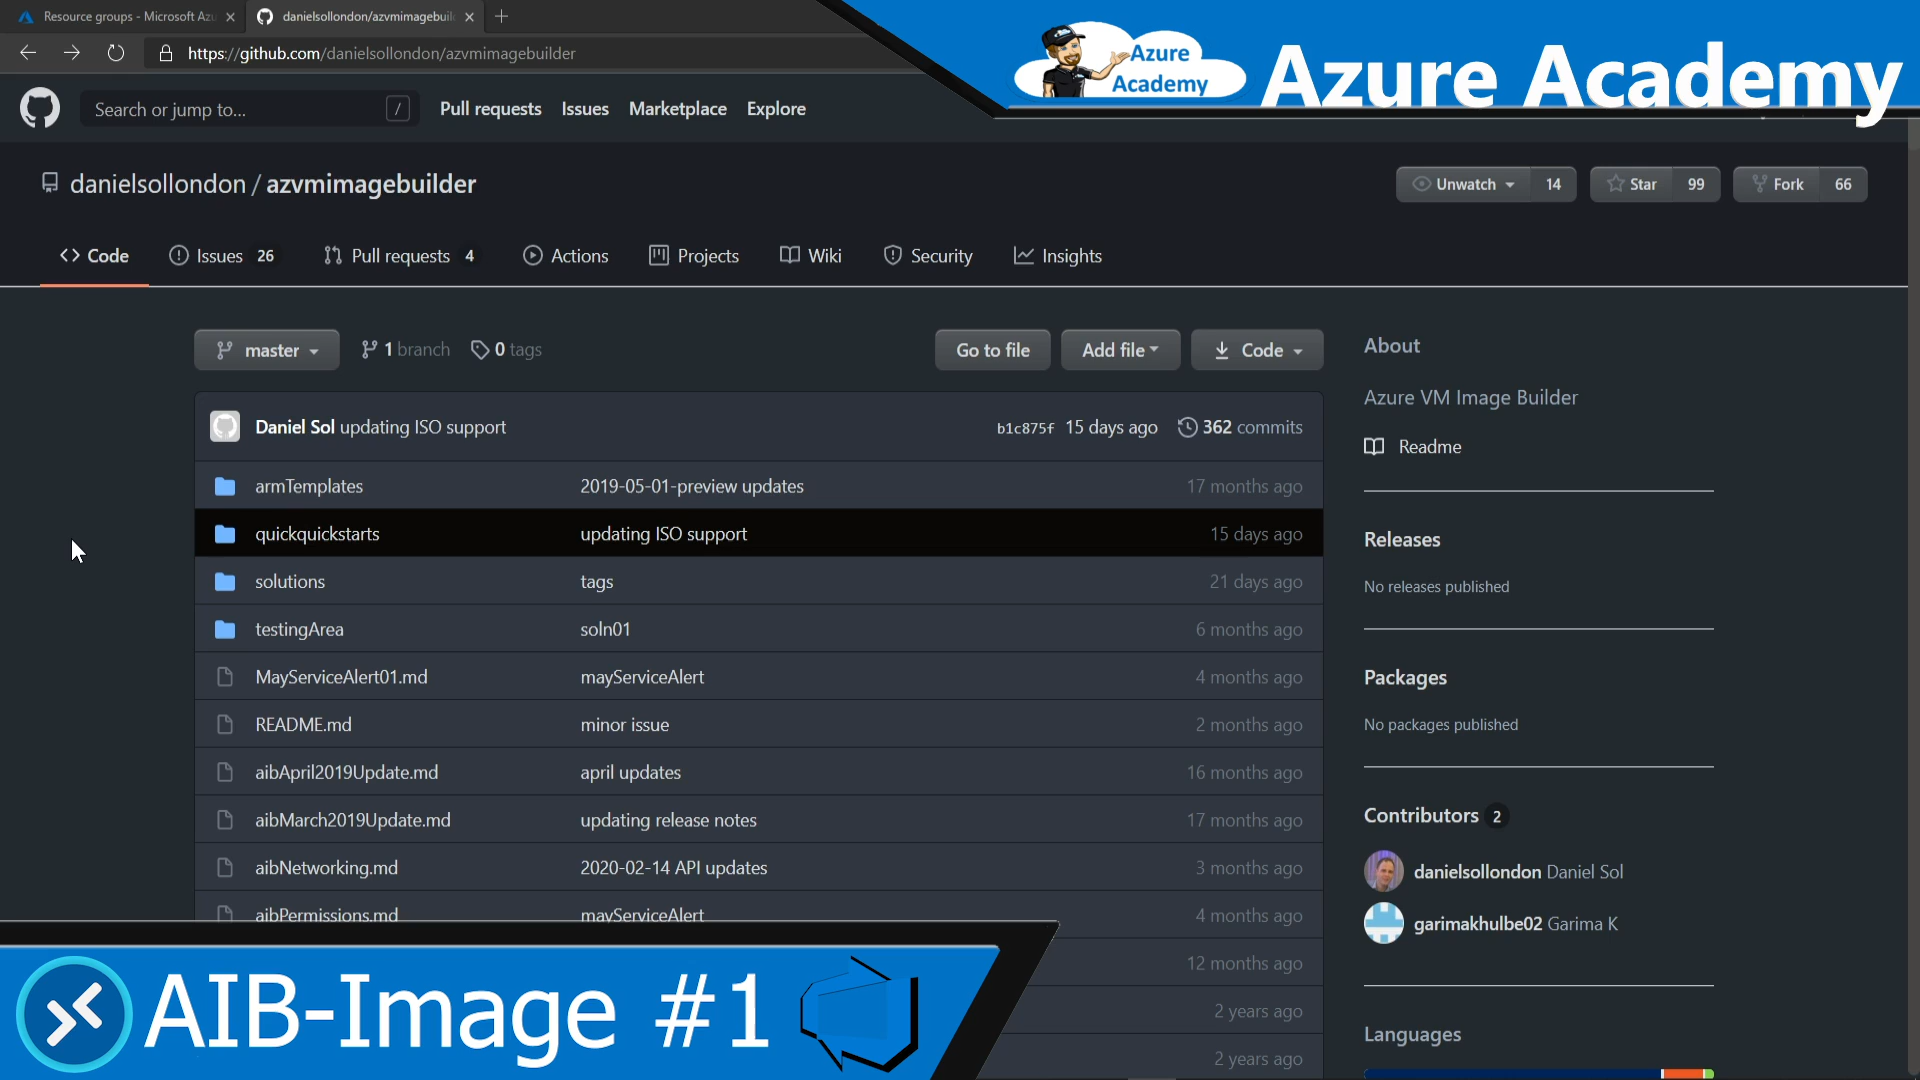 Resource groups - Microsoft Azu
danielsollondon/azvmimagebuil
https://github.com/danielsollondon/azvmimagebuilder
Azure
Academy
Azure Academy
Search or jump to...
/
Pull requests
Issues
Marketplace
Explore
danielsollondon / azvmimagebuilder
Unwatch
14
Star
99
Fork
66
Code
Issues 26
Pull requests 4
Actions
Projects
Wiki
Security
Insights
master
1 branch
0 tags
Go to file
Add file
Code
About
Azure VM Image Builder
Readme
Daniel Sol updating ISO support
b1c875f 15 days ago
362 commits
armTemplates 2019-05-01-preview updates 17 months ago
quickquickstarts updating ISO support 15 days ago
solutions tags 21 days ago
testingArea soln01 6 months ago
MayServiceAlert01.md mayServiceAlert 4 months ago
README.md minor issue 2 months ago
aibApril2019Update.md april updates 16 months ago
aibMarch2019Update.md updating release notes 17 months ago
aibNetworking.md 2020-02-14 API updates 3 months ago
aibPermissions.md mayServiceAlert 4 months ago
12 months ago
2 years ago
2 years ago
Releases
No releases published
Packages
No packages published
Contributors 2
danielsollondon Daniel Sol
garimakhulbe02 Garima K
Languages
AIB-Image #1